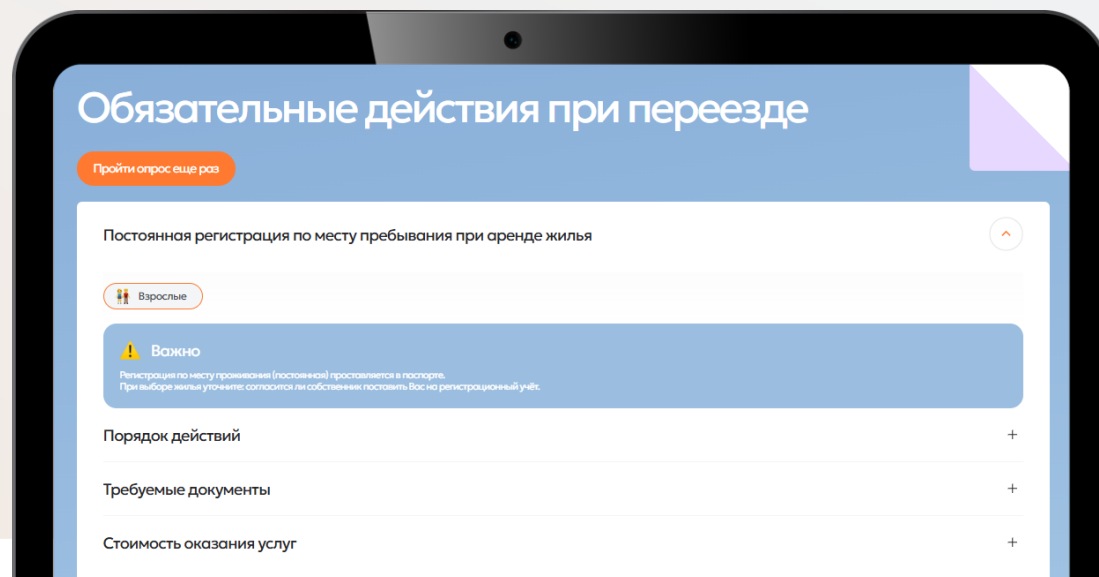 Обязательные действия при переезде
Пройти опрос еще раз
Постоянная регистрация по месту пребывания при аренде жилья
Взрослые
Важно
Регистрация по месту проживания (постоянная) проставляется в паспорте.
При выборе жилья уточните: согласится ли собственник поставить Вас на регистрационный учёт.
Порядок действий
Требуемые документы
Стоимость оказания услуг